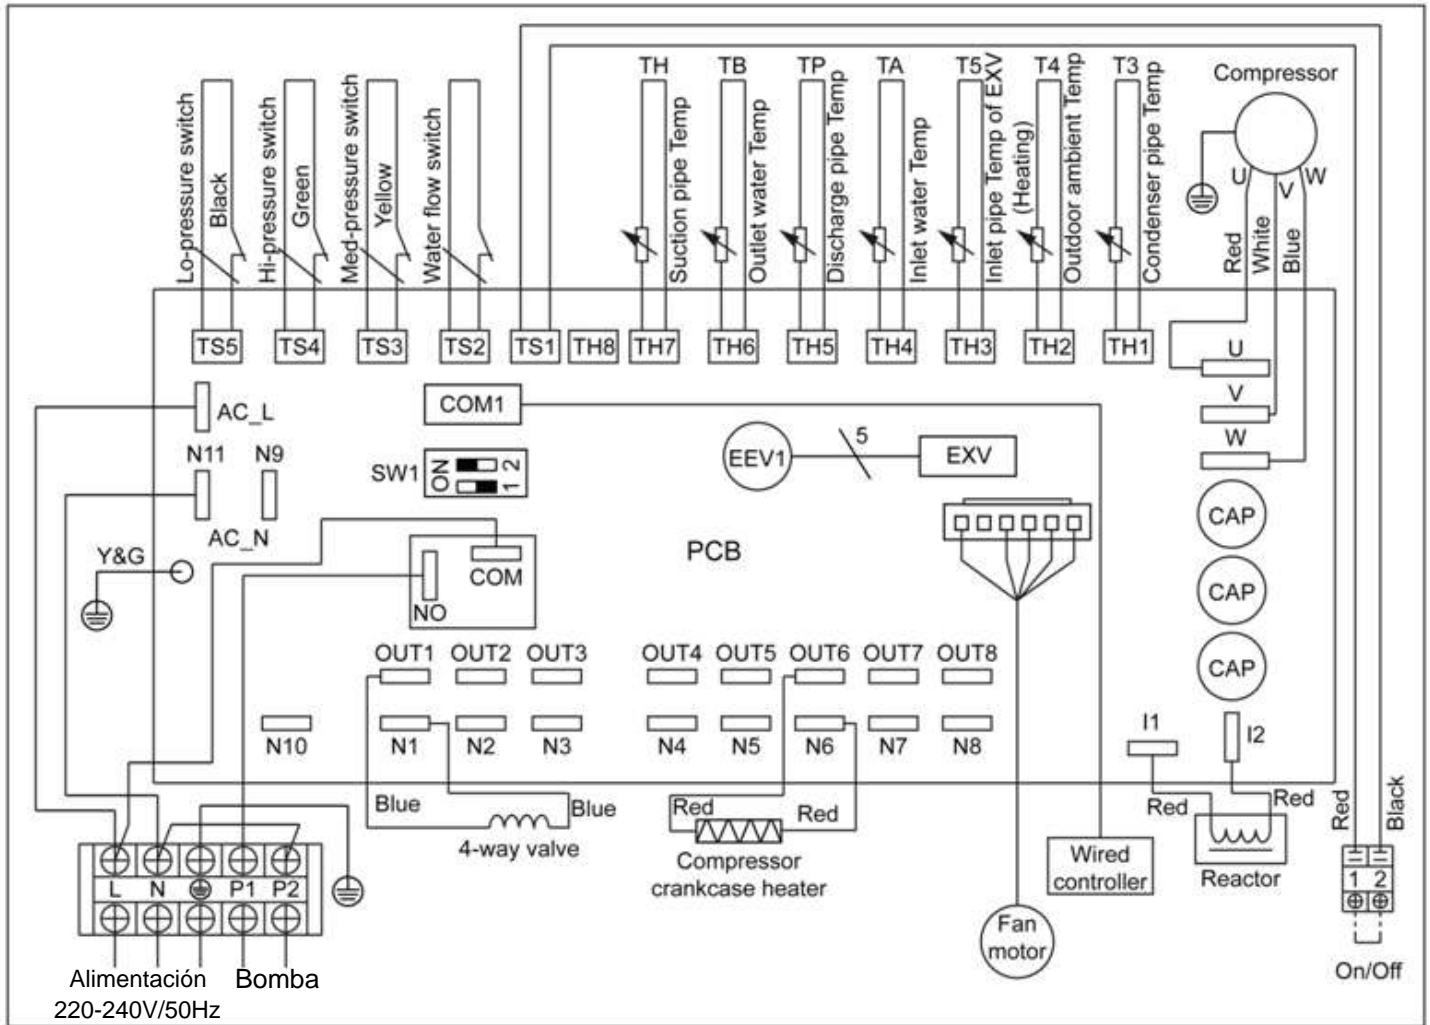 TH TB TP TA T5 T4 T3
Compressor
Lo-pressure switch
Black
Hi-pressure switch
Green
Med-pressure switch
Yellow
Water flow switch
Suction pipe Temp
Outlet water Temp
Discharge pipe Temp
Inlet water Temp
Inlet pipe Temp of EXV
(Heating)
Outdoor ambient Temp
Condenser pipe Temp
U V W
Red
White
Blue
TS5 TS4 TS3 TS2 TS1 TH8 TH7 TH6 TH5 TH4 TH3 TH2 TH1
U
V
W
AC_L
COM1
N11 N9
SW1
ON
1 2
EEV1
5
EXV
AC_N
CAP
CAP
CAP
Y&G
COM
NO
PCB
OUT1 OUT2 OUT3 OUT4 OUT5 OUT6 OUT7 OUT8
N10 N1 N2 N3 N4 N5 N6 N7 N8
I1
I2
Blue
Blue
4-way valve
Red
Red
Compressor
crankcase heater
Wired
controller
Red
Red
Reactor
Red
Black
1 2
On/Off
L N P1 P2
Fan
motor
Alimentación
220-240V/50Hz
Bomba